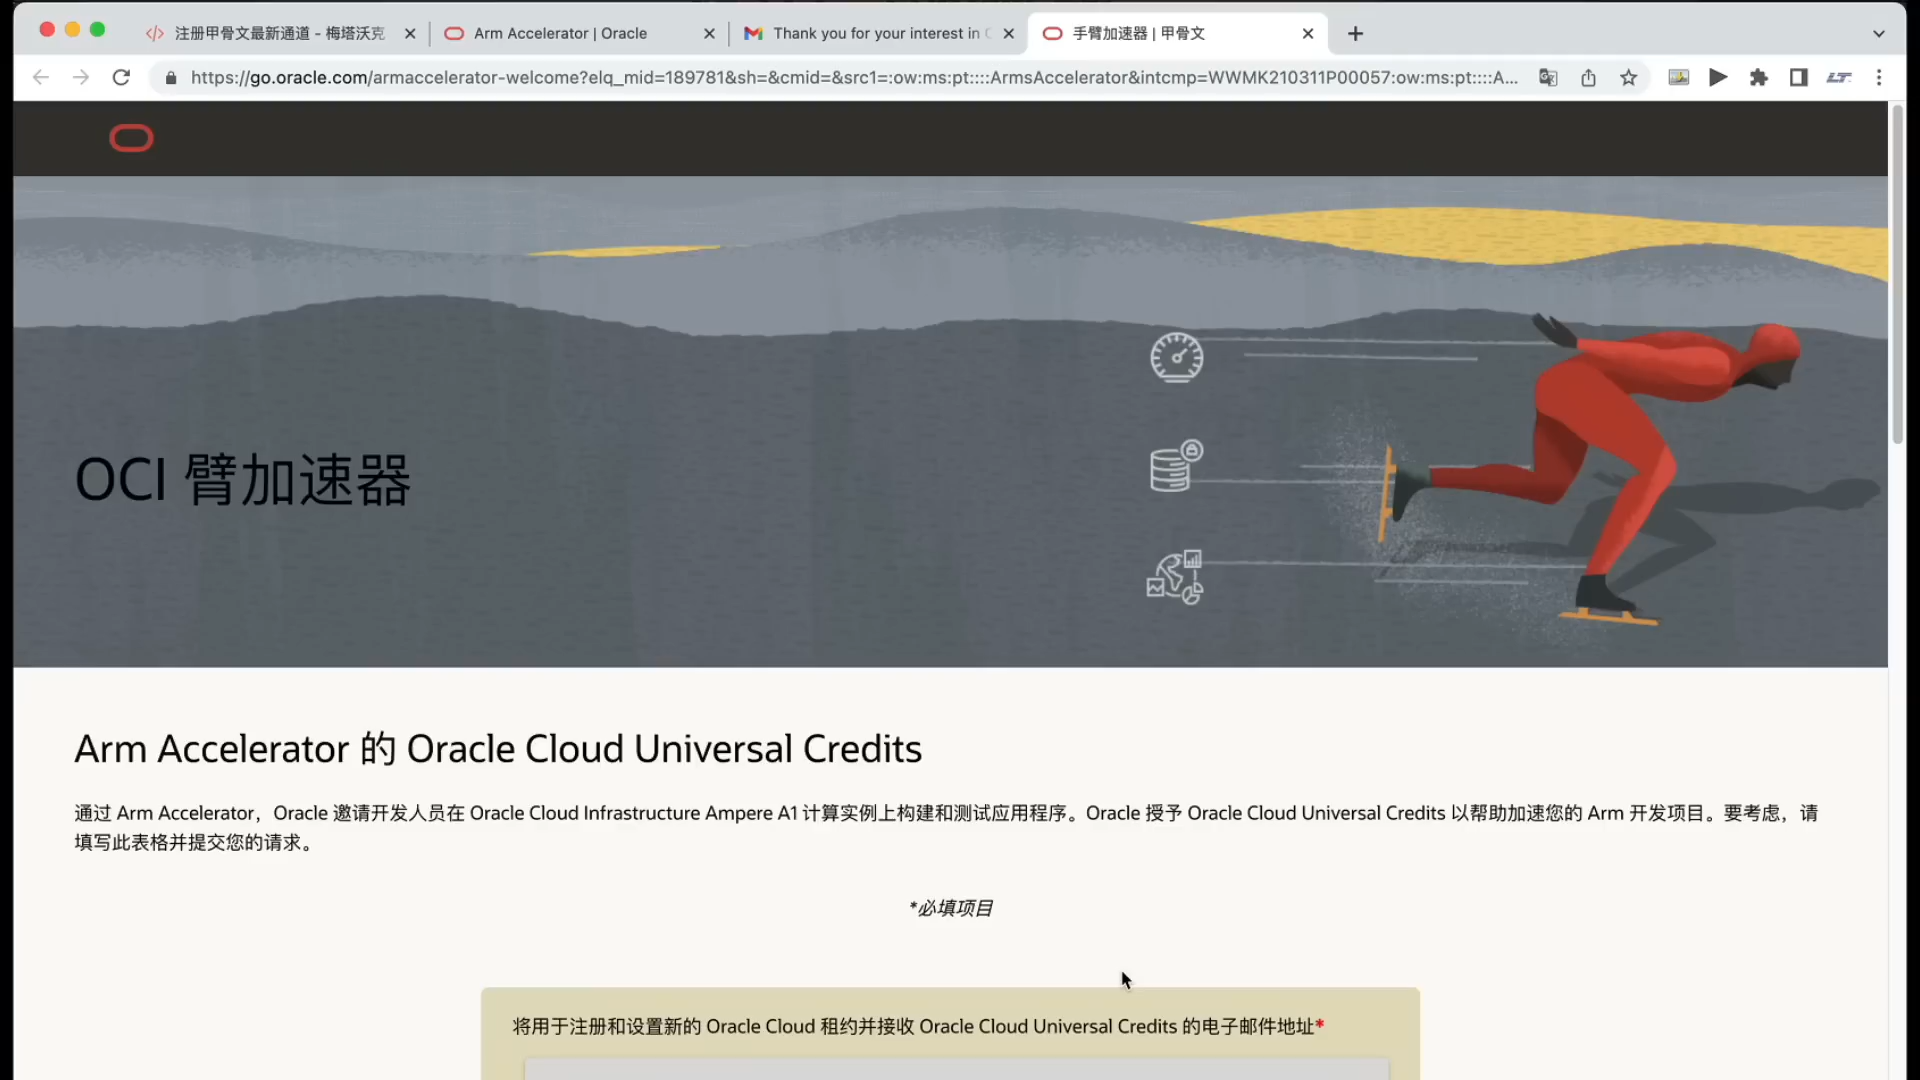 注册甲骨文最新通道 - 梅塔沃克
Arm Accelerator | Oracle
Thank you for your interest in
手臂加速器 | 甲骨文
https://go.oracle.com/armaccelerator-welcome?elq_mid=189781&sh=&cmid=&src1=:ow:ms:pt::::ArmsAccelerator&intcmp=WWMK210311P00057:ow:ms:pt::::A...
OCI 臂加速器
Arm Accelerator 的 Oracle Cloud Universal Credits
通过 Arm Accelerator，Oracle 邀请开发人员在 Oracle Cloud Infrastructure Ampere A1 计算实例上构建和测试应用程序。Oracle 授予 Oracle Cloud Universal Credits 以帮助加速您的 Arm 开发项目。要考虑，请
填写此表格并提交您的请求。
*必填项目
将用于注册和设置新的 Oracle Cloud 租约并接收 Oracle Cloud Universal Credits 的电子邮件地址*